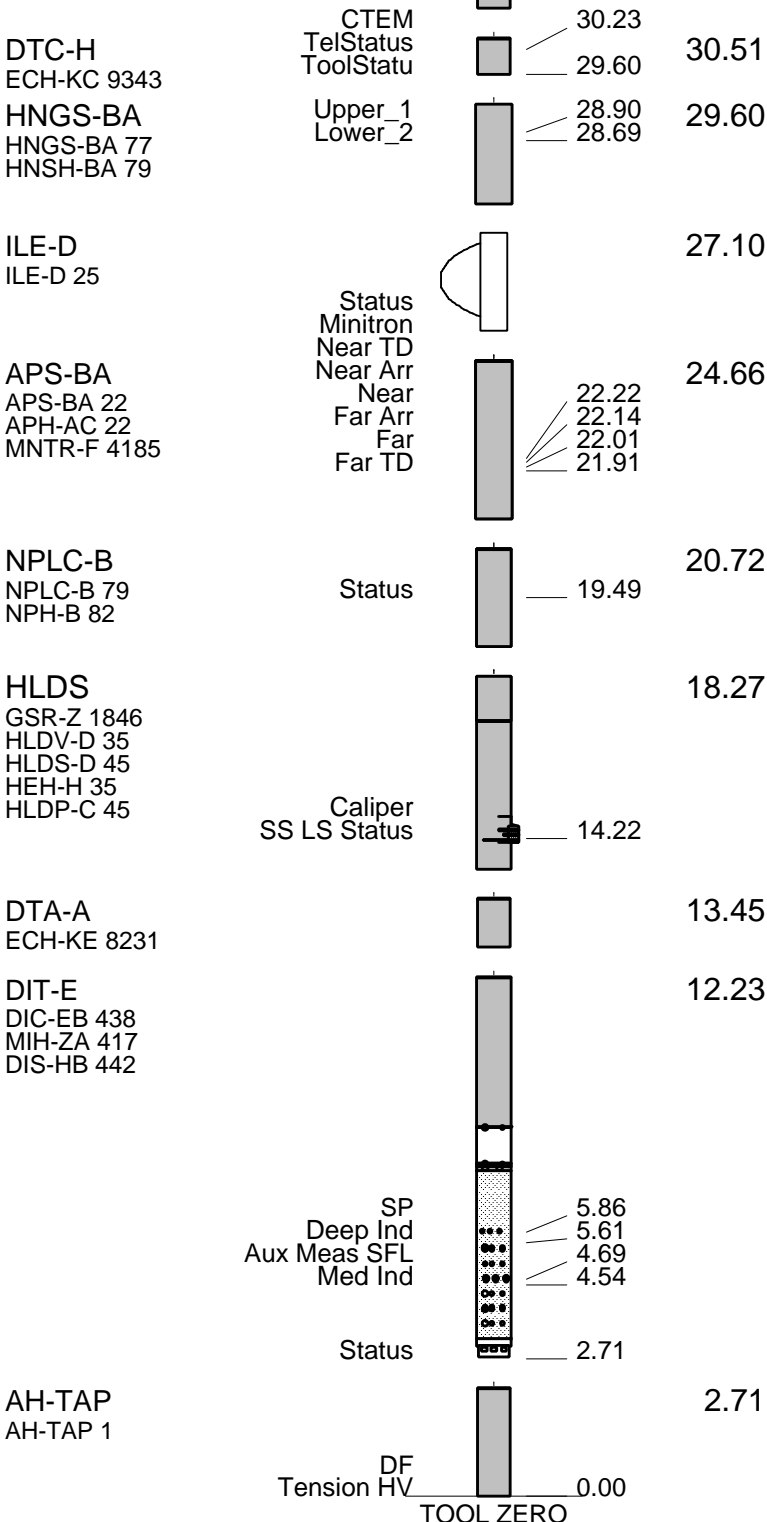 CTEM 30.23
DTC-H TelStatus 30.51
ECH-KC 9343 ToolStatu 29.60
HNGS-BA Upper_1 28.90 29.60
HNGS-BA 77 Lower_2 28.69
HNSH-BA 79
ILE-D 27.10
ILE-D 25
Status
Minitron
Near TD
APS-BA Near Arr 24.66
APS-BA 22 Near 22.22
APH-AC 22 Far Arr 22.14
MNTR-F 4185 Far 22.01
Far TD 21.91
NPLC-B 20.72
NPLC-B 79 Status 19.49
NPH-B 82
HLDS 18.27
GSR-Z 1846
HLDV-D 35
HLDS-D 45
HEH-H 35
HLDP-C 45 Caliper
SS LS Status 14.22
DTA-A 13.45
ECH-KE 8231
DIT-E 12.23
DIC-EB 438
MIH-ZA 417
DIS-HB 442
SP 5.86
Deep Ind 5.61
Aux Meas SFL 4.69
Med Ind 4.54
Status 2.71
AH-TAP 2.71
AH-TAP 1
DF
Tension HV 0.00
TOOL ZERO